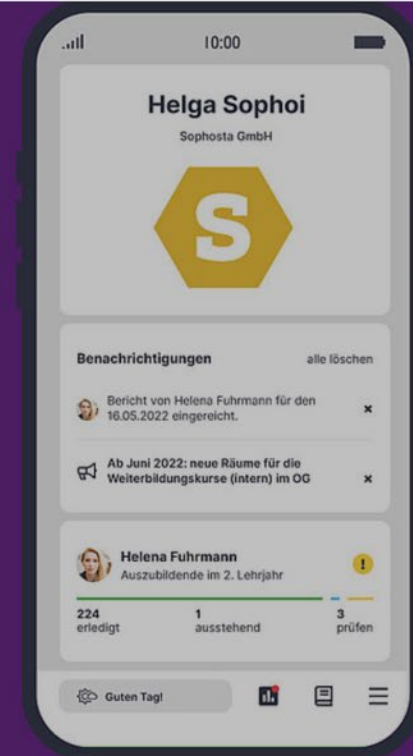 10:00
Helga Sophoi
Sophosta GmbH
S
Benachrichtigungen
alle löschen
Bericht von Helena Fuhrmann für den
16.05.2022 eingereicht.
Ab Juni 2022: neue Räume für die
Weiterbildungskurse (intern) im OG
Helena Fuhrmann
!
Auszubildende im 2. Lehrjahr
224 1 3
erledigt ausstehend prüfen
Guten Tag!